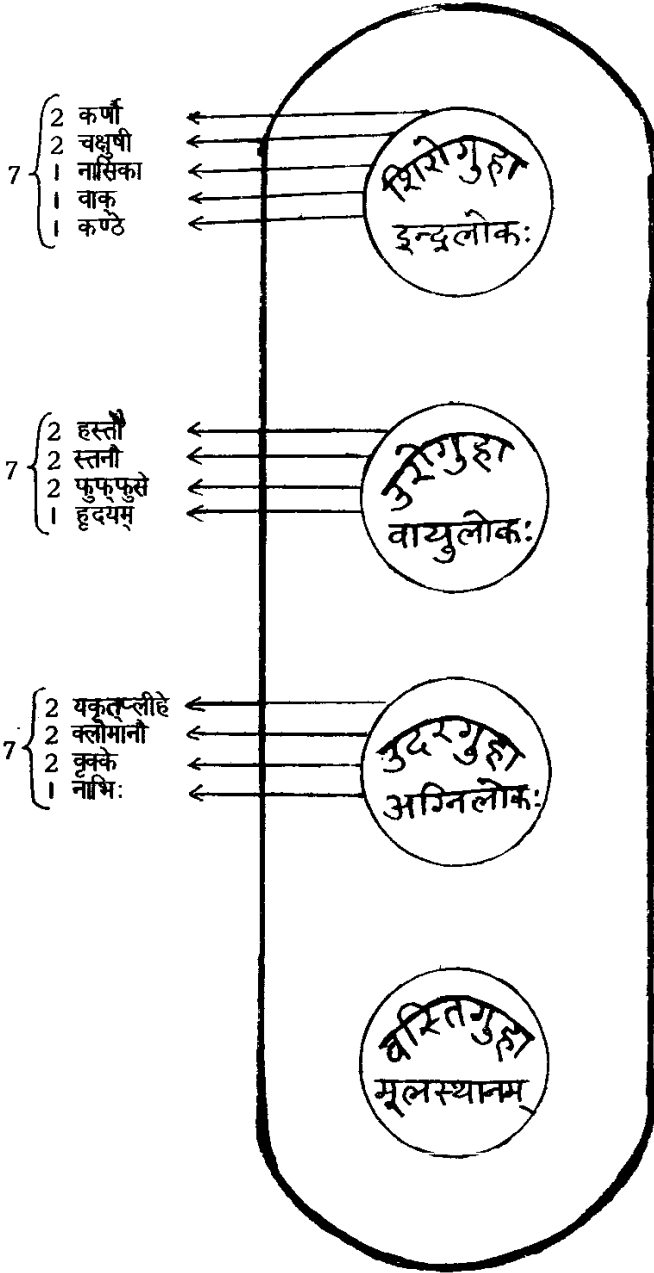 7
2 कर्णौ
2 चक्षुषी
1 नासिका
1 वाक्
1 कण्ठे
शिरोगुहा
इन्द्रलोकः
7
2 हस्तौ
2 स्तनौ
2 फुफ्फुसे
1 हृदयम्
उरोगुहा
वायुलोकः
7
2 यकृत्प्लीहे
2 क्लोमानौ
2 वृक्के
1 नाभिः
उदरगुहा
अग्निलोकः
वस्तिगुहा
मूलस्थानम्